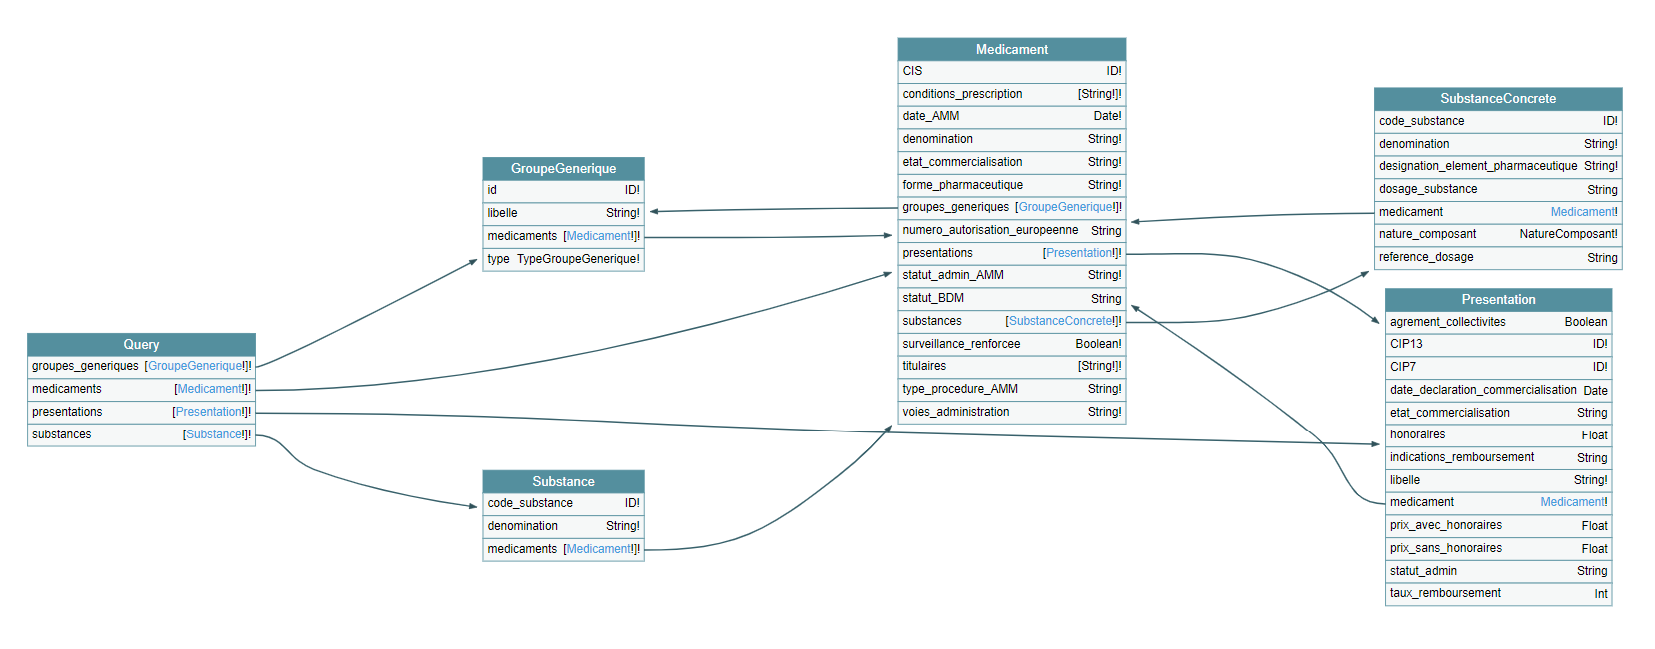 Query
groupes_generiques [GroupeGenerique!]!
medicaments [Medicament!]!
presentations [Presentation!]!
substances [Substance!]!
GroupeGenerique
id ID!
libelle String!
medicaments [Medicament!]!
type TypeGroupeGenerique!
Substance
code_substance ID!
denomination String!
medicaments [Medicament!]!
Medicament
CIS ID!
conditions_prescription [String!]!
date_AMM Date!
denomination String!
etat_commercialisation String!
forme_pharmaceutique String!
groupes_generiques [GroupeGenerique!]!
numero_autorisation_europeenne String
presentations [Presentation!]!
statut_admin_AMM String!
statut_BDM String
substances [SubstanceConcrete!]!
surveillance_renforcee Boolean!
titulaires [String!]!
type_procedure_AMM String!
voies_administration String!
SubstanceConcrete
code_substance ID!
denomination String!
designation_element_pharmaceutique String!
dosage_substance String
medicament Medicament!
nature_composant NatureComposant!
reference_dosage String
Presentation
agrement_collectivites Boolean
CIP13 ID!
CIP7 ID!
date_declaration_commercialisation Date
etat_commercialisation String
honoraires Float
indications_remboursement String
libelle String!
medicament Medicament!
prix_avec_honoraires Float
prix_sans_honoraires Float
statut_admin String
taux_remboursement Int